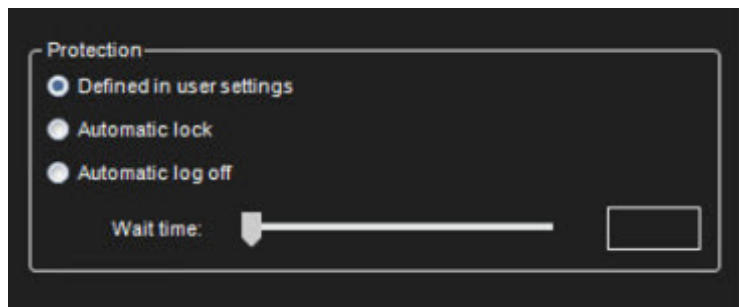 Protection
Defined in user settings
Automatic lock
Automatic log off
Wait time: